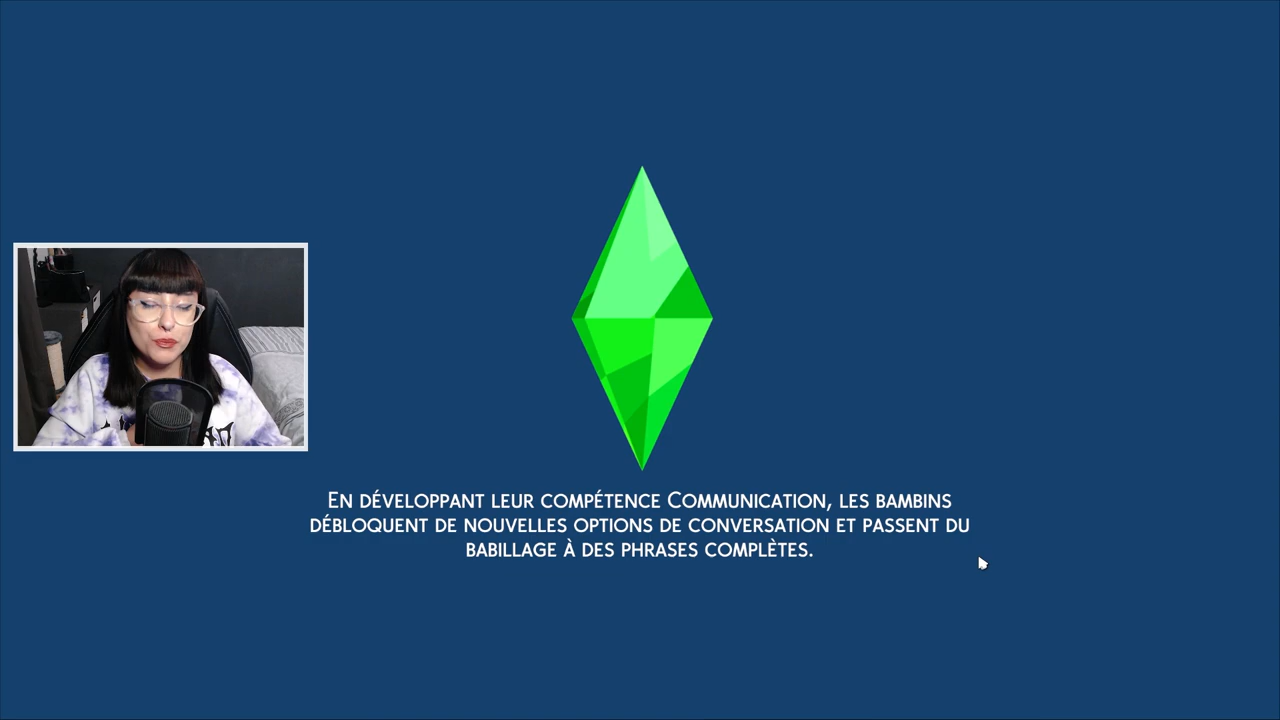 En développant leur compétence Communication, les bambins
débloquent de nouvelles options de conversation et passent du
babillage à des phrases complètes.